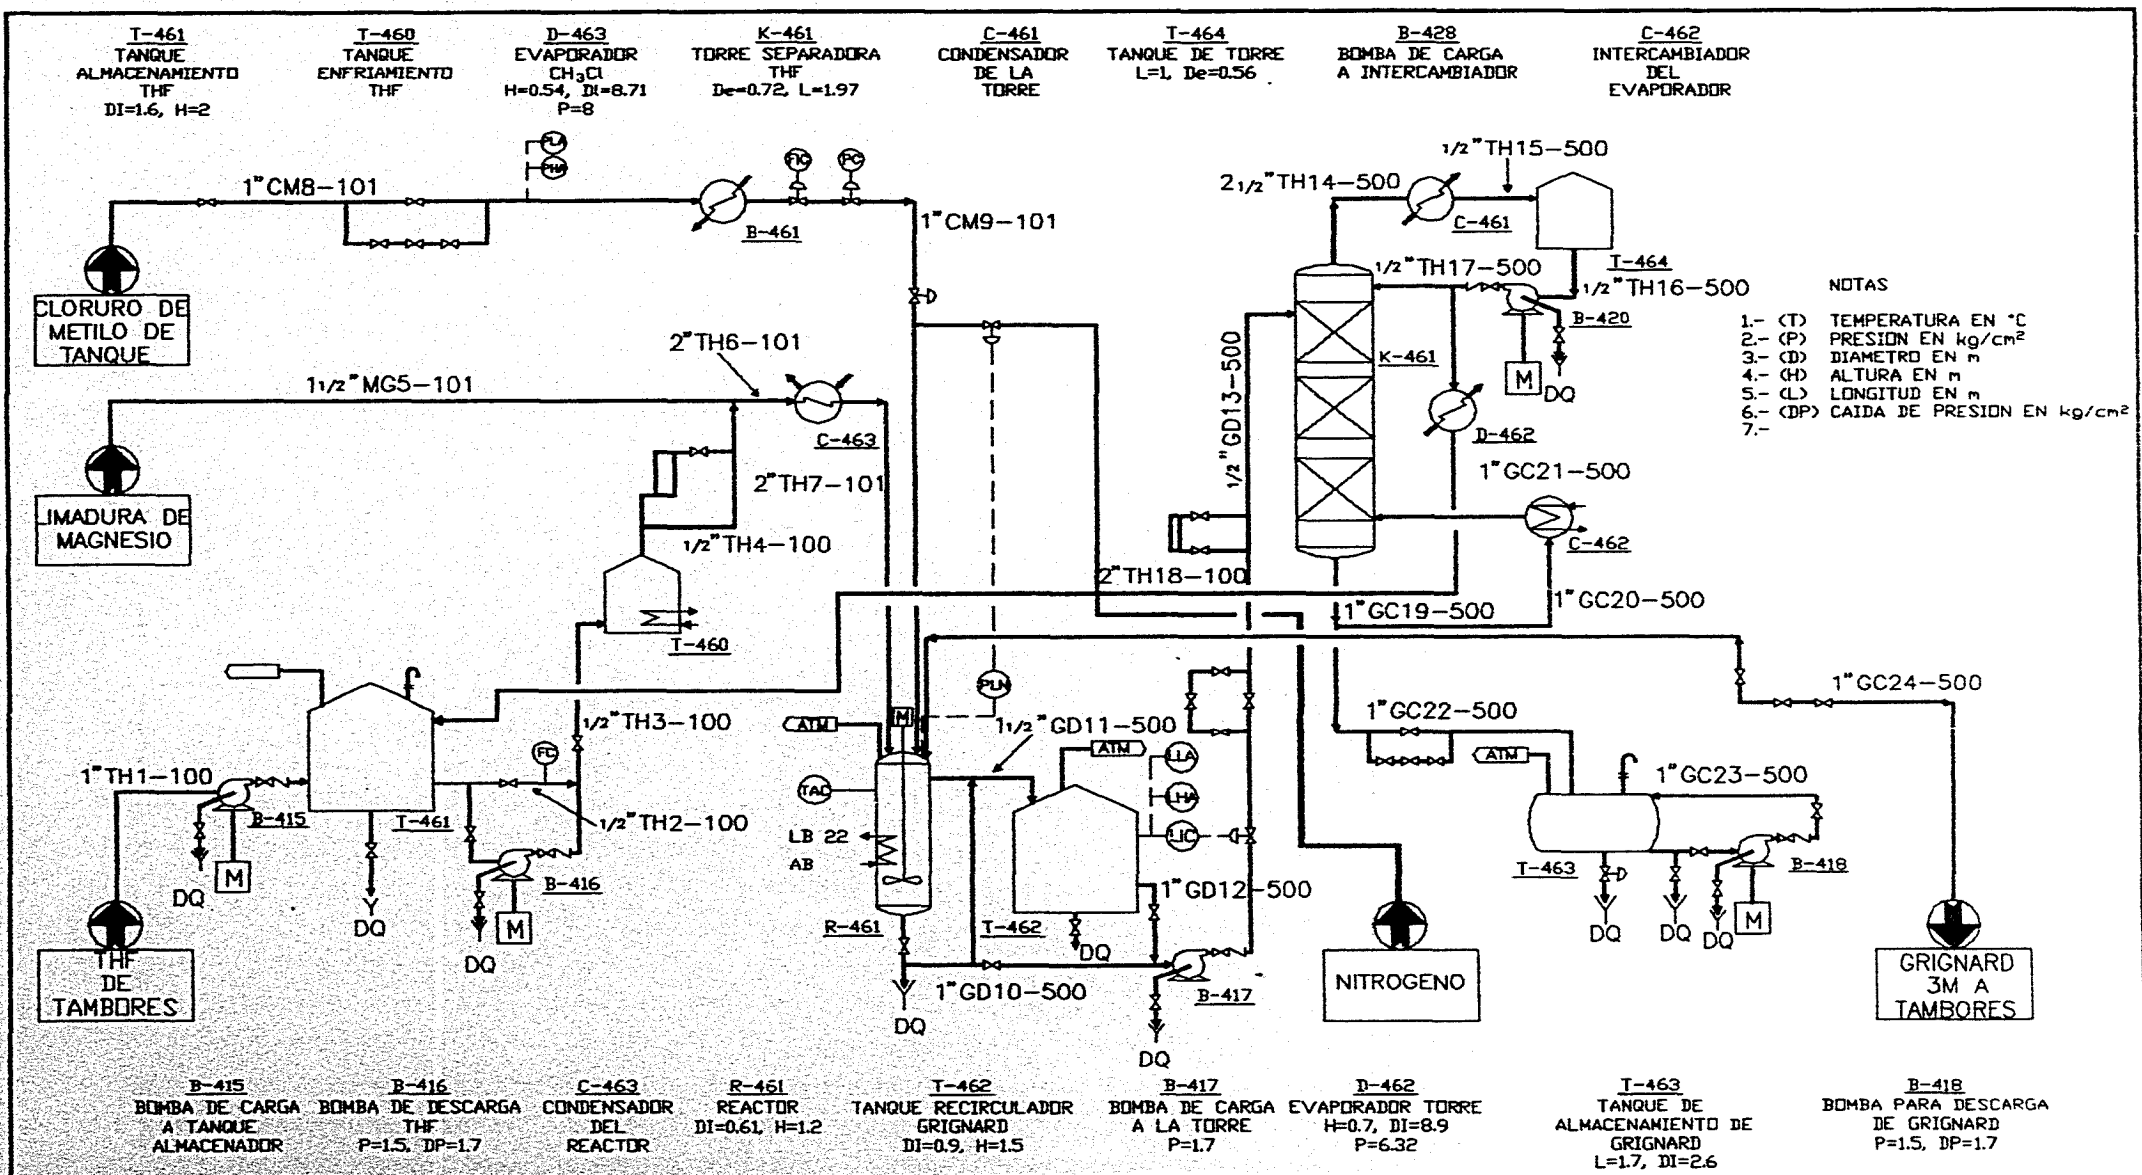 T-461
TANQUE
ALMACENAMIENTO
THF
DI=1.6, H=2
T-460
TANQUE
ENFRIAMIENTO
THF
D-463
EVAPORADOR
CH₃Cl
H=0.54, DI=8.71
P=8
K-461
TORRE SEPARADORA
THF
De=0.72, L=1.97
C-461
CONDENSADOR
DE LA
TORRE
T-464
TANQUE DE TORRE
L=1, De=0.56
B-428
BOMBA DE CARGA
A INTERCAMBIADOR
C-462
INTERCAMBIADOR
DEL
EVAPORADOR
PLA
PHA
FIC
PC
1"CM8-101
B-461
1"CM9-101
CLORURO DE
METILO DE
TANQUE
2"TH6-101
1 1/2"MG5-101
C-463
2"TH7-101
LIMADURA DE
MAGNESIO
1/2"TH4-100
T-460
1/2"TH15-500
2 1/2"TH14-500
C-461
T-464
1/2"TH17-500
1/2"TH16-500
B-420
K-461
M
DQ
D-462
1/2"GD13-500
1"GC21-500
C-462
2"TH18-100
1"GC19-500
1"GC20-500
NOTAS
1.- (T) TEMPERATURA EN °C
2.- (P) PRESION EN kg/cm²
3.- (D) DIAMETRO EN m
4.- (H) ALTURA EN m
5.- (L) LONGITUD EN m
6.- (DP) CAIDA DE PRESION EN kg/cm²
7.-
1/2"TH3-100
FC
1"TH1-100
B-415
T-461
1/2"TH2-100
B-416
M
DQ
DQ
M
DQ
THF
DE
TAMBORES
PLN
M
ATM
1 1/2"GD11-500
ATM
TAC
LLA
LHA
LIC
LB 22
AB
1"GD12-500
R-461
T-462
DQ
1"GD10-500
B-417
DQ
DQ
NITROGENO
1"GC24-500
1"GC22-500
ATM
1"GC23-500
T-463
B-418
M
DQ
DQ
DQ
GRIGNARD
3M A
TAMBORES
B-415
BOMBA DE CARGA
A TANQUE
ALMACENADOR
B-416
BOMBA DE DESCARGA
THF
P=1.5, DP=1.7
C-463
CONDENSADOR
DEL
REACTOR
R-461
REACTOR
DI=0.61, H=1.2
T-462
TANQUE RECIRCULADOR
GRIGNARD
DI=0.9, H=1.5
B-417
BOMBA DE CARGA
A LA TORRE
P=1.7
D-462
EVAPORADOR TORRE
H=0.7, DI=8.9
P=6.32
T-463
TANQUE DE
ALMACENAMIENTO DE
GRIGNARD
L=1.7, DI=2.6
B-418
BOMBA PARA DESCARGA
DE GRIGNARD
P=1.5, DP=1.7